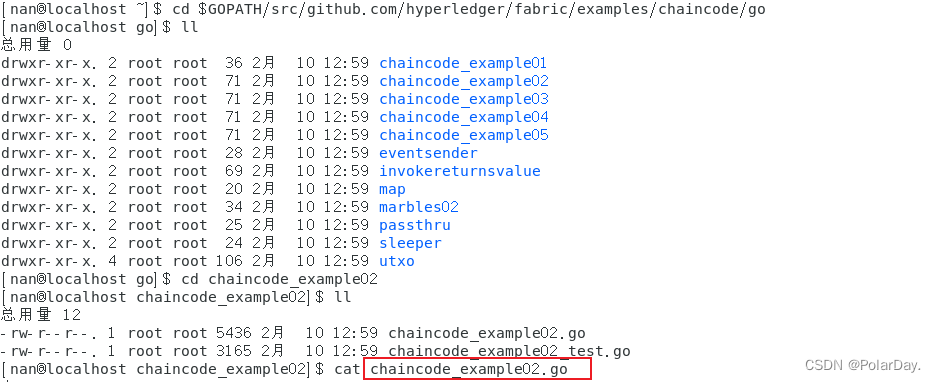 [nan@localhost ~]$ cd $GOPATH/src/github.com/hyperledger/fabric/examples/chaincode/go
[nan@localhost go]$ ll
总用量 0
drwxr-xr-x. 2 root root  36 2月  10 12:59 chaincode_example01
drwxr-xr-x. 2 root root  71 2月  10 12:59 chaincode_example02
drwxr-xr-x. 2 root root  71 2月  10 12:59 chaincode_example03
drwxr-xr-x. 2 root root  71 2月  10 12:59 chaincode_example04
drwxr-xr-x. 2 root root  71 2月  10 12:59 chaincode_example05
drwxr-xr-x. 2 root root  28 2月  10 12:59 eventsender
drwxr-xr-x. 2 root root  69 2月  10 12:59 invokereturnsvalue
drwxr-xr-x. 2 root root  20 2月  10 12:59 map
drwxr-xr-x. 2 root root  34 2月  10 12:59 marbles02
drwxr-xr-x. 2 root root  25 2月  10 12:59 passthru
drwxr-xr-x. 2 root root  24 2月  10 12:59 sleeper
drwxr-xr-x. 4 root root 106 2月  10 12:59 utxo
[nan@localhost go]$ cd chaincode_example02
[nan@localhost chaincode_example02]$ ll
总用量 12
-rw-r--r--. 1 root root 5436 2月  10 12:59 chaincode_example02.go
-rw-r--r--. 1 root root 3165 2月  10 12:59 chaincode_example02_test.go
[nan@localhost chaincode_example02]$ cat chaincode_example02.go
CSDN @PolarDay.